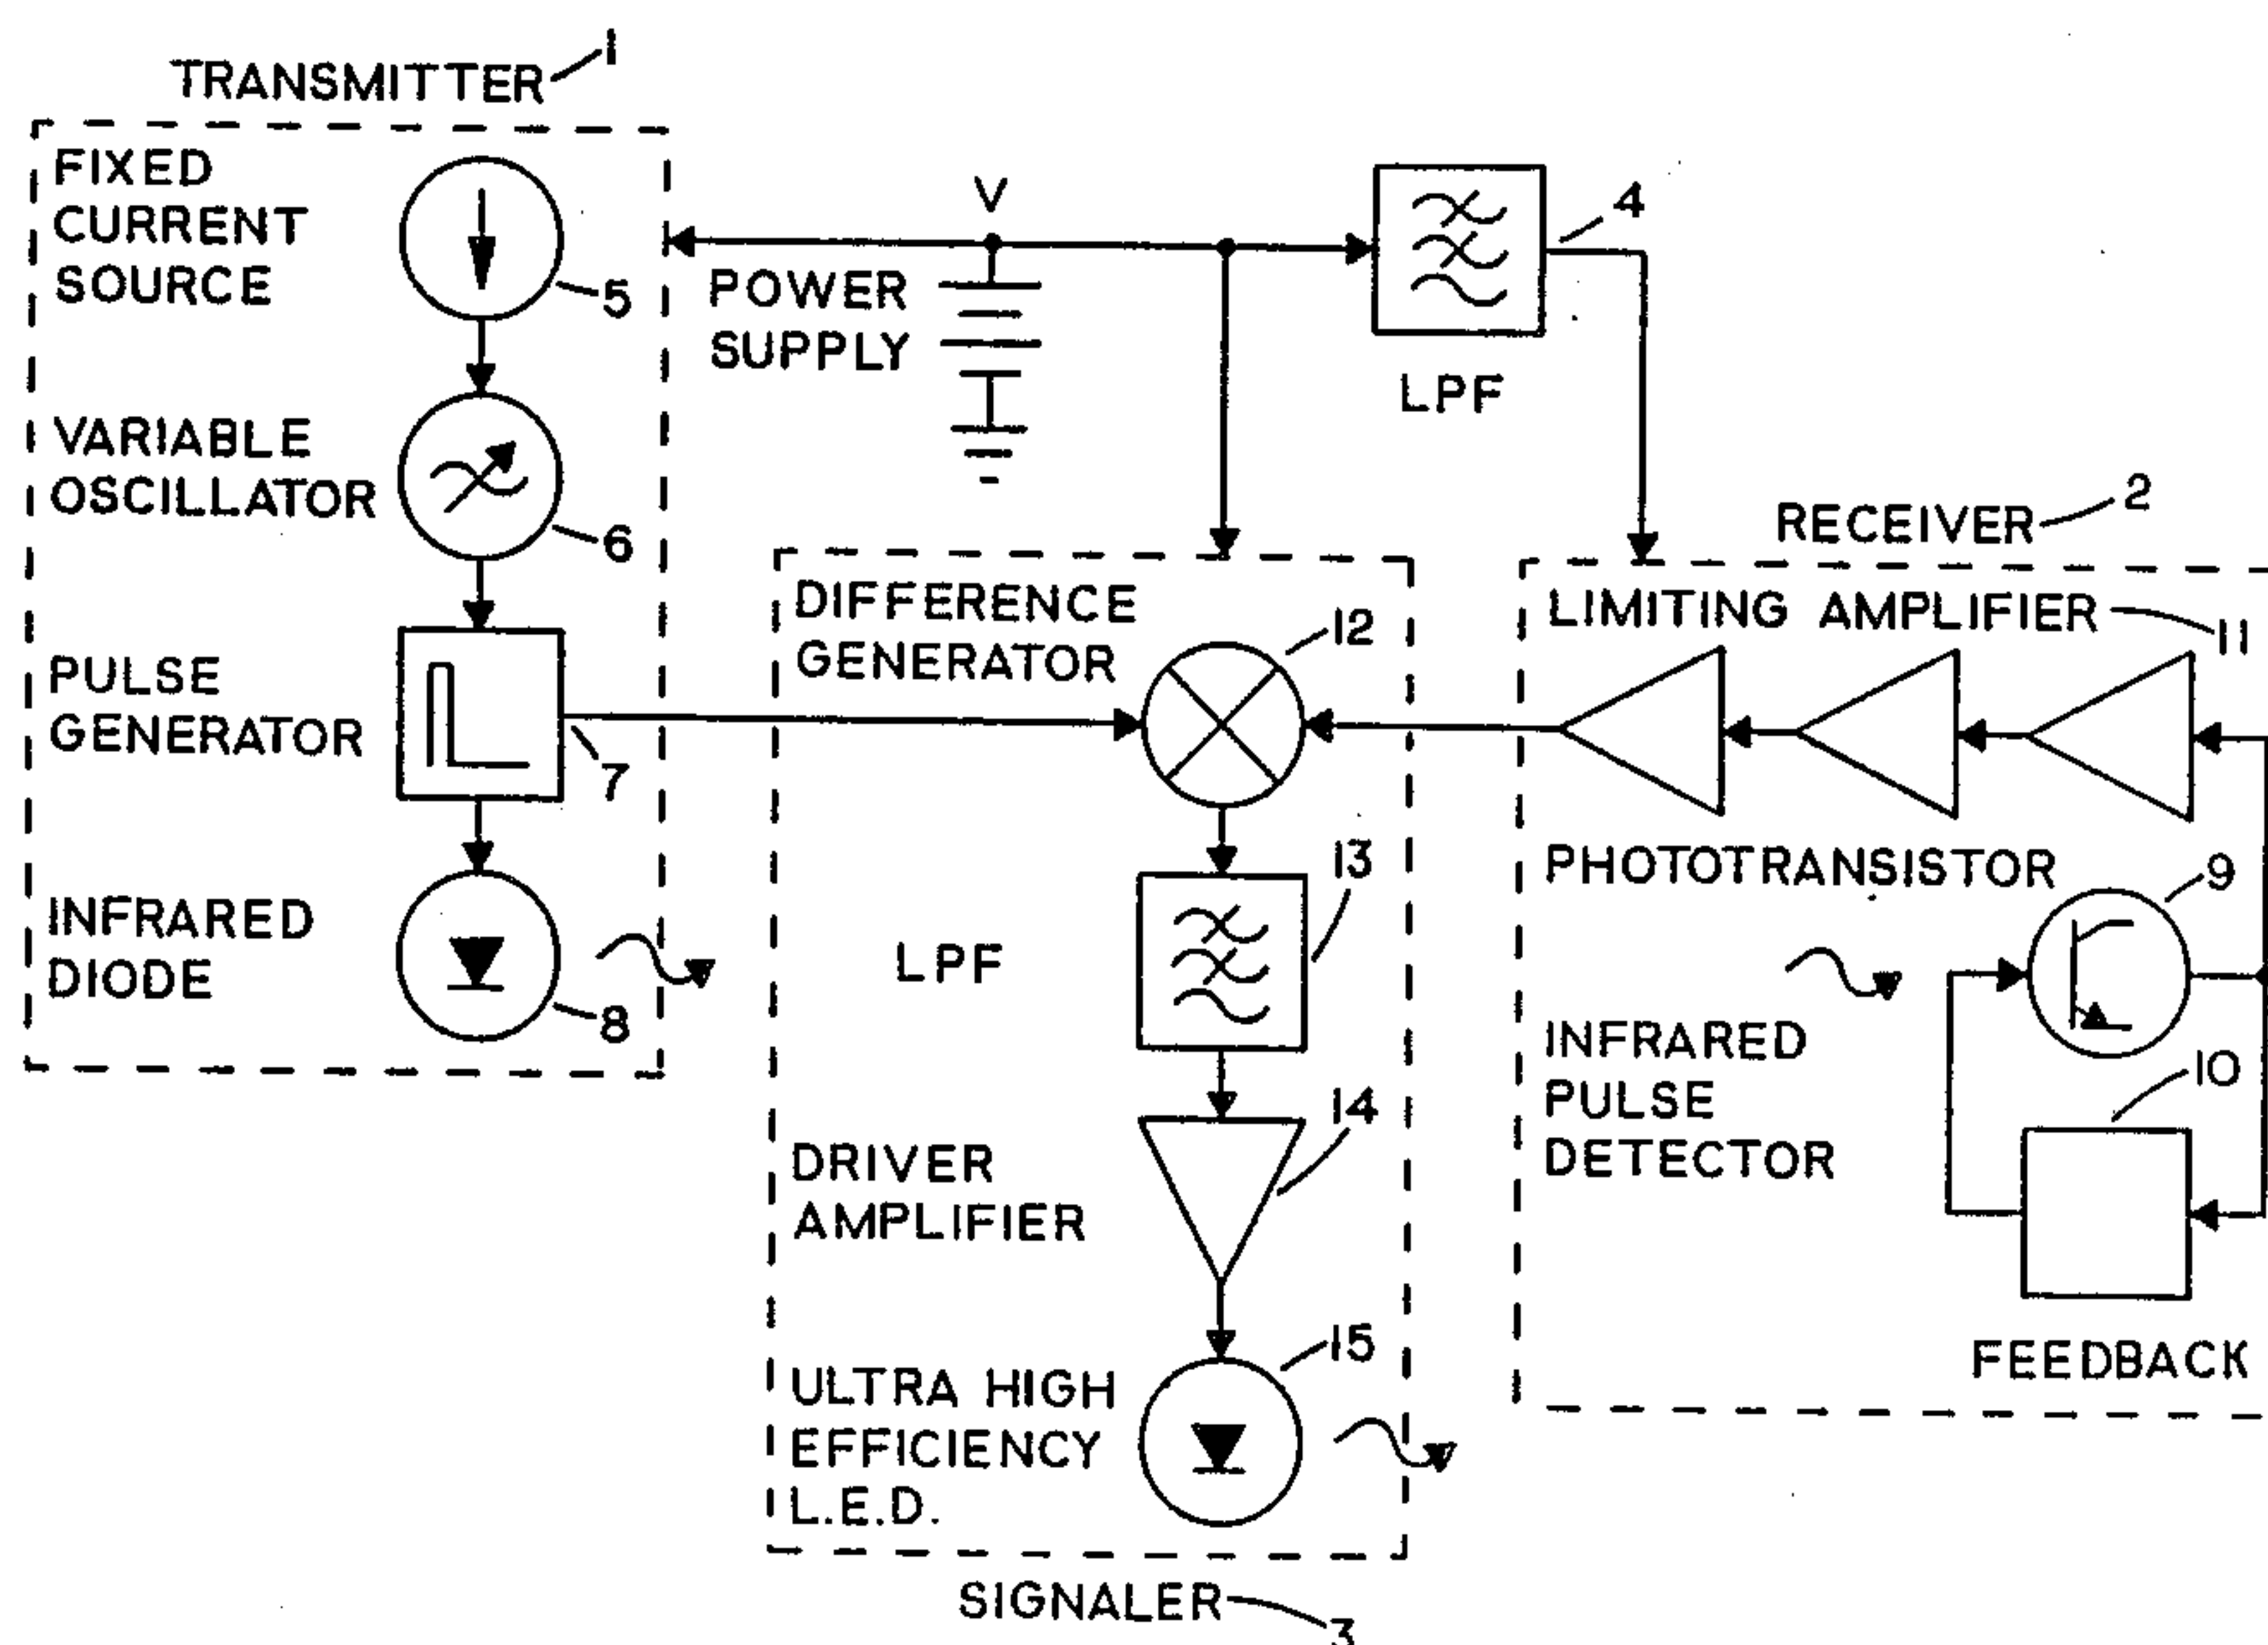 TRANSMITTER 1
FIXED
CURRENT
SOURCE
5
VARIABLE
OSCILLATOR
6
PULSE
GENERATOR
7
INFRARED
DIODE
8
V
POWER
SUPPLY
4
LPF
RECEIVER 2
DIFFERENCE
GENERATOR
12
LPF
13
DRIVER
AMPLIFIER
14
ULTRA HIGH
EFFICIENCY
L.E.D.
15
SIGNALER 3
LIMITING AMPLIFIER 11
PHOTOTRANSISTOR
9
INFRARED
PULSE
DETECTOR
10
FEEDBACK